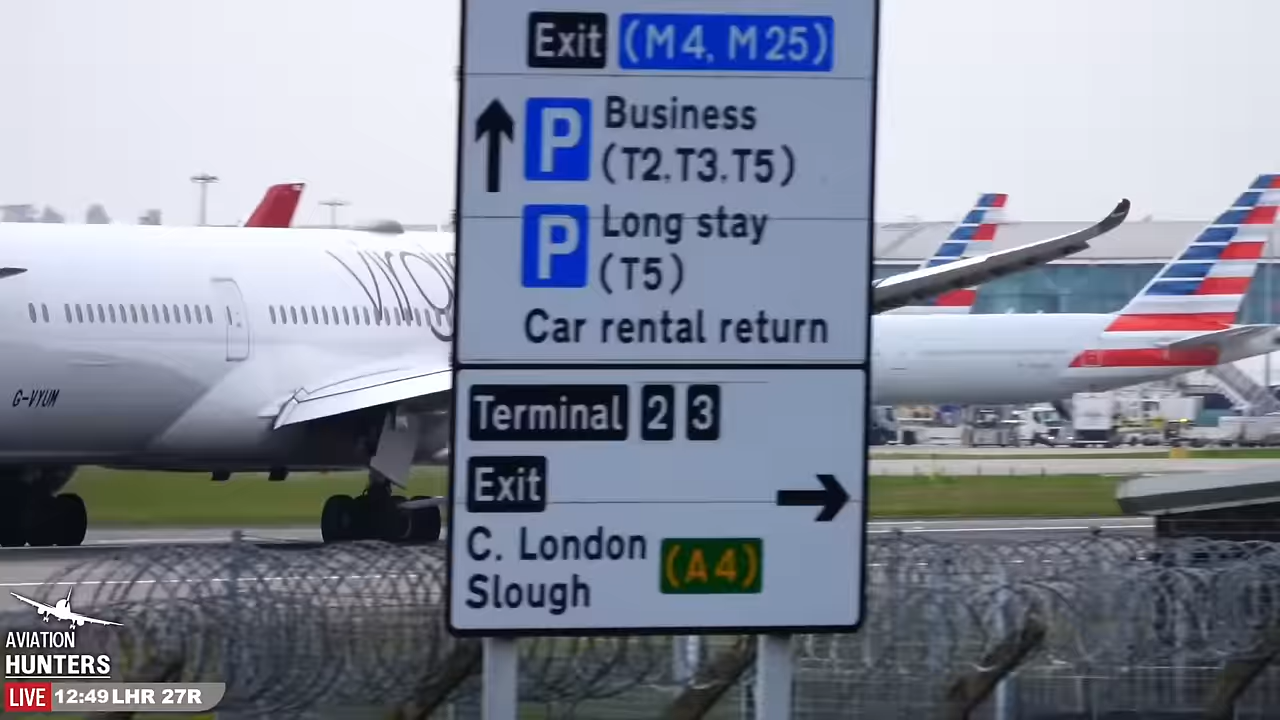 Exit (M4, M25)
P Business
(T2, T3, T5)
P Long stay
(T5)
Car rental return
Terminal 2 3
Exit
C. London (A4)
Slough
virg
G-VYUM
AVIATION
HUNTERS
LIVE 12:49 LHR 27R